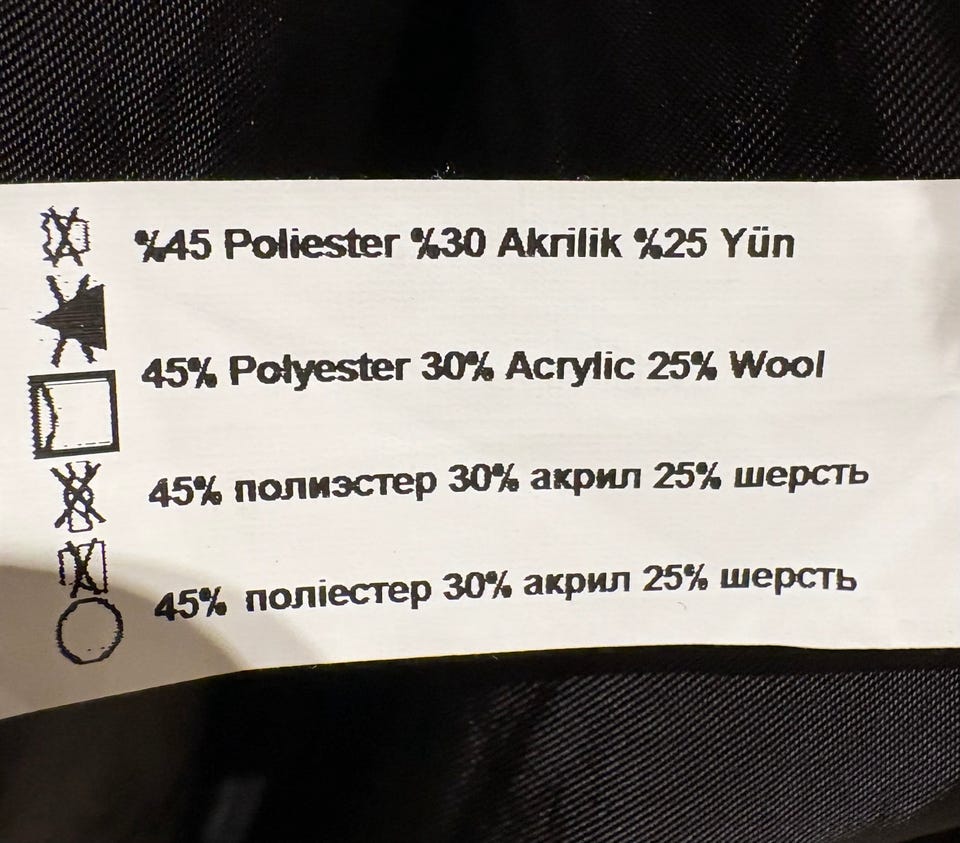 %45 Poliester %30 Akrilik %25 Yün
45% Polyester 30% Acrylic 25% Wool
45% полиэстер 30% акрил 25% шерсть
45% поліестер 30% акрил 25% шерсть